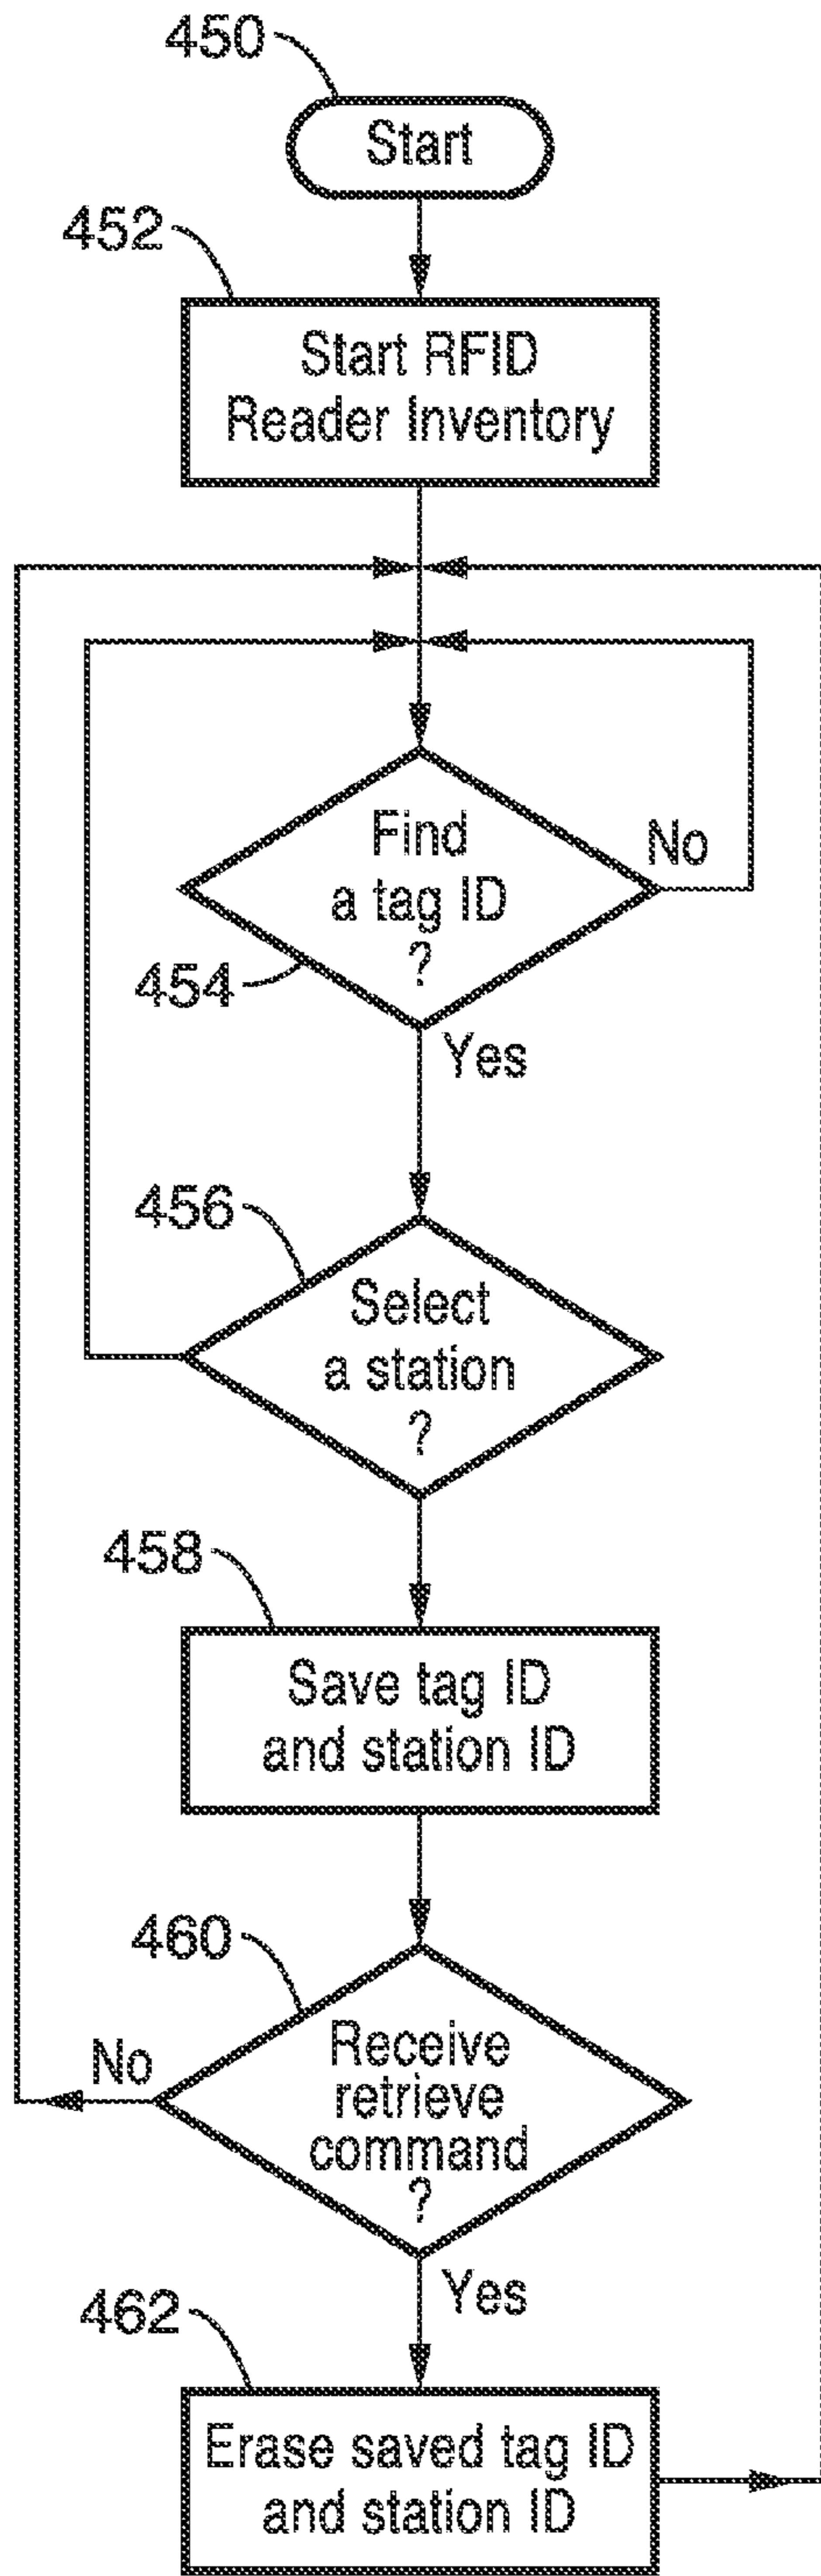 450
Start
452
Start RFID
Reader Inventory
Find
a tag ID
?
No
454
Yes
456
Select
a station
?
458
Save tag ID
and station ID
460
Receive
retrieve
command
?
No
Yes
462
Erase saved tag ID
and station ID